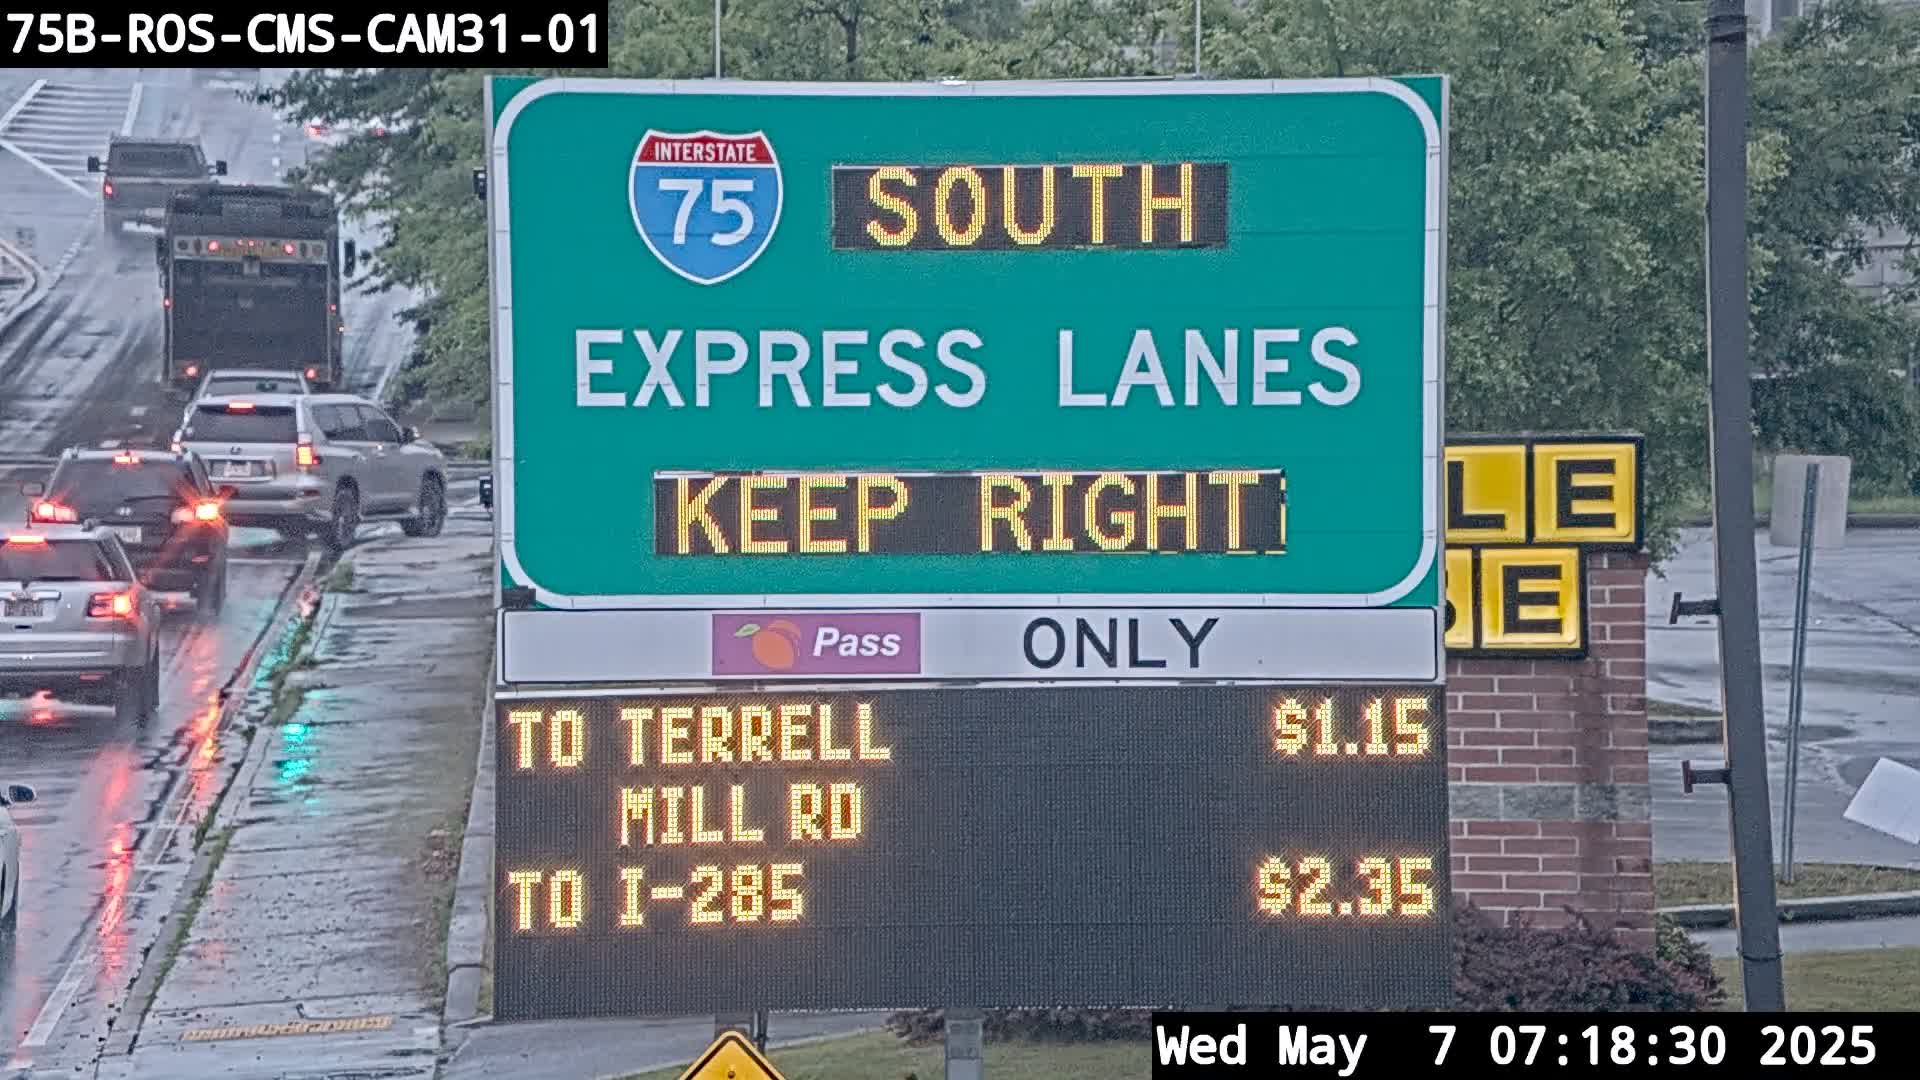 75B-ROS-CMS-CAM31-01
INTERSTATE
75
SOUTH
EXPRESS LANES
KEEP RIGHT
Pass ONLY
TO TERRELL $1.15
MILL RD
TO I-285 $2.35
LE
E
Wed May 7 07:18:30 2025